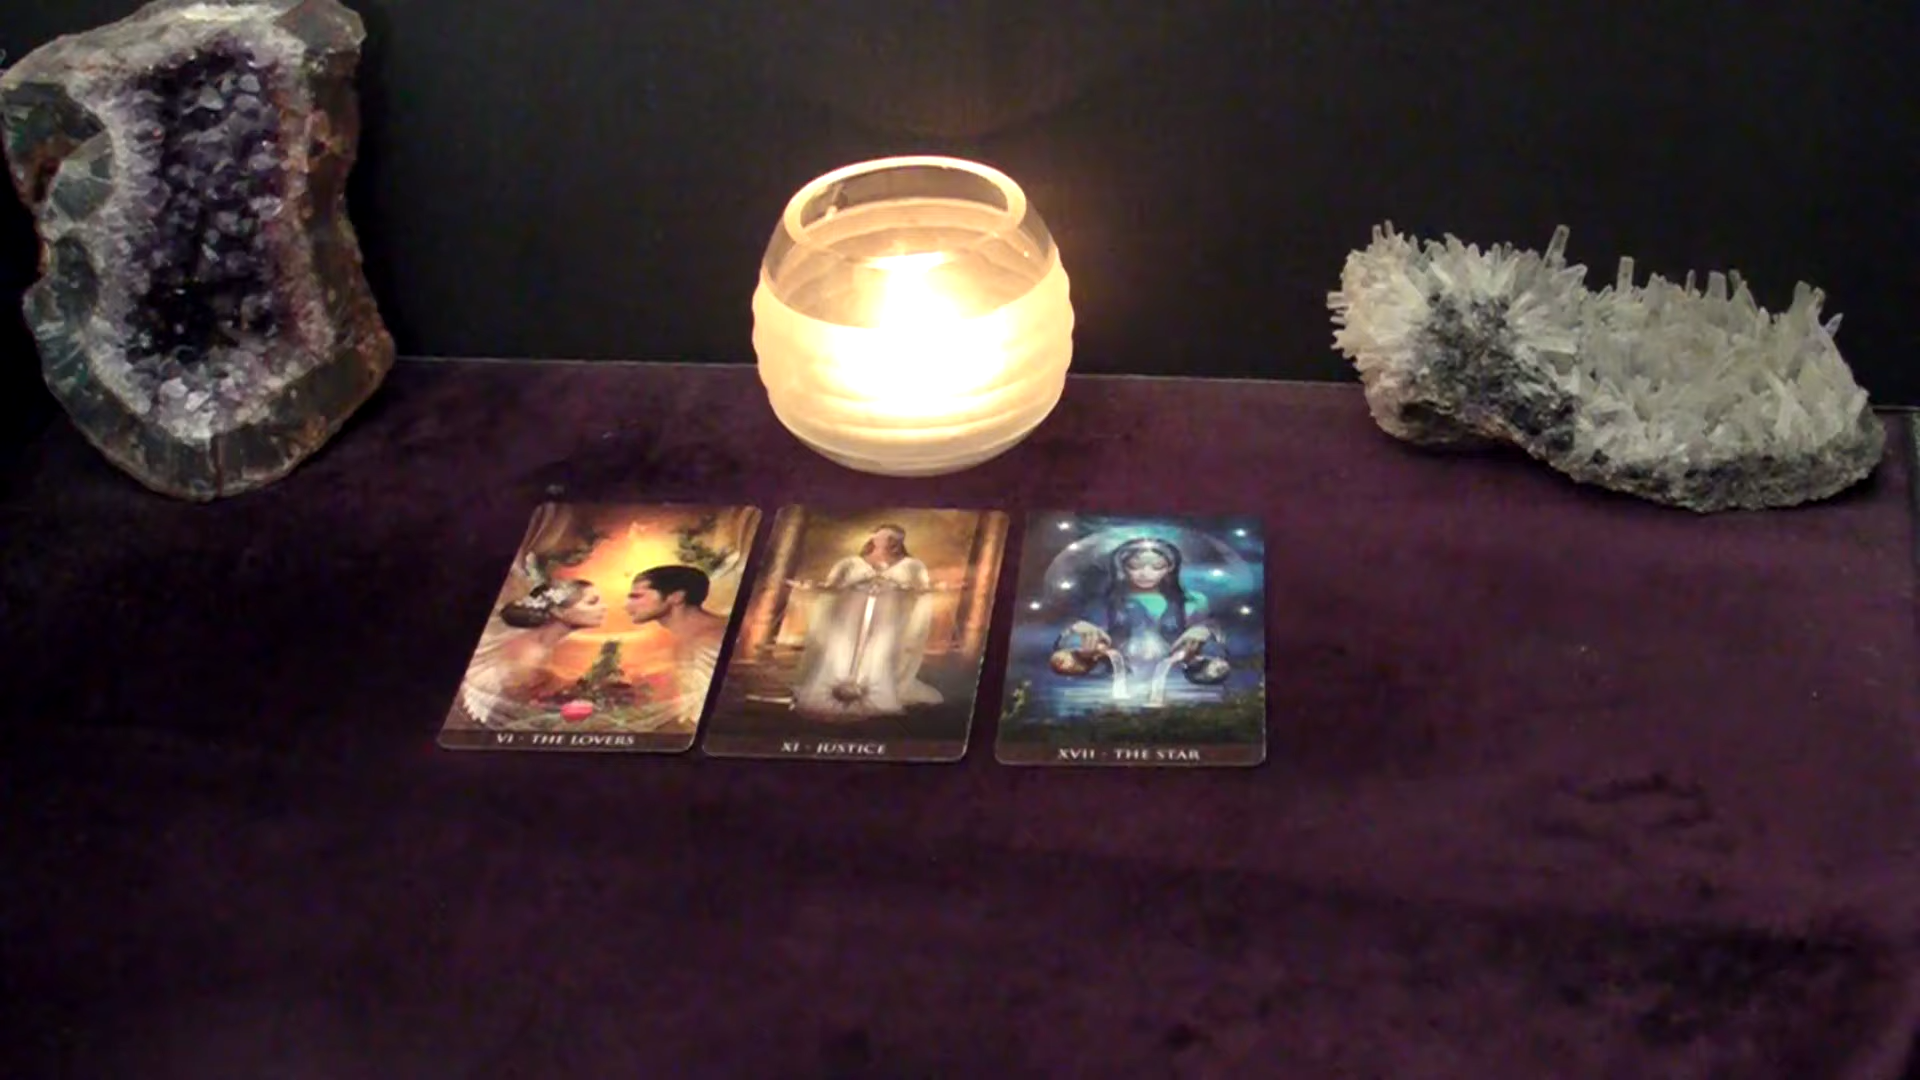 VI · THE LOVERS
XI · JUSTICE
XVII · THE STAR